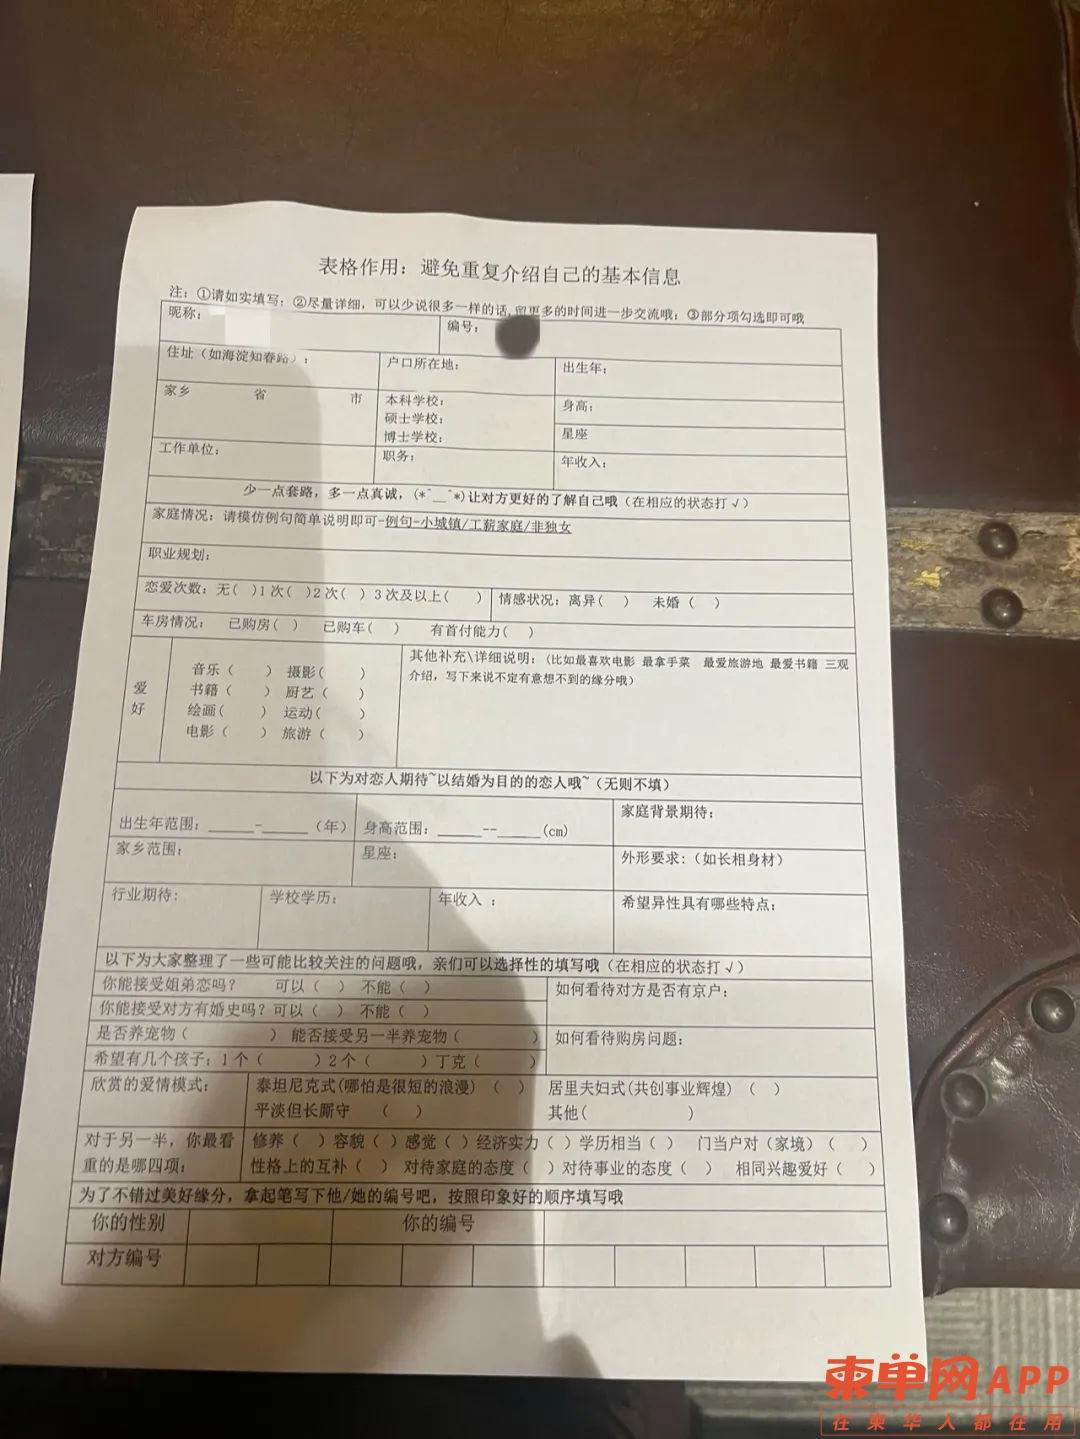 表格作用：避免重复介绍自己的基本信息
注：①请如实填写；②尽量详细，可以少说很多一样的话，留更多的时间进一步交流哦；③部分项勾选即可哦
昵称：
编号：
住址（如海淀知春路）：
户口所在地：
出生年：
家乡 省 市
本科学校：
硕士学校：
博士学校：
身高：
星座
工作单位：
职务：
年收入：
少一点套路，多一点真诚，(*^__^*)让对方更好的了解自己哦（在相应的状态打√）
家庭情况：请模仿例句简单说明即可-例句-小城镇/工薪家庭/非独女
职业规划：
恋爱次数：无( )1次( )2次( )3次及以上( )
情感状况：离异( ) 未婚（ ）
车房情况： 已购房( ) 已购车( ) 有首付能力( )
爱好
音乐（ ） 摄影( )
书籍（ ） 厨艺（ ）
绘画( ) 运动( )
电影（ ） 旅游（ ）
其他补充\详细说明：(比如最喜欢电影 最拿手菜 最爱旅游地 最爱书籍 三观
介绍，写下来说不定有意想不到的缘分哦)
以下为对恋人期待~以结婚为目的的恋人哦~（无则不填）
出生年范围：______-______（年）
身高范围：______--______(cm)
家庭背景期待：
家乡范围：
星座：
外形要求:（如长相身材）
行业期待:
学校学历：
年收入 ：
希望异性具有哪些特点：
以下为大家整理了一些可能比较关注的问题哦，亲们可以选择性的填写哦（在相应的状态打√）
你能接受姐弟恋吗？ 可以（ ） 不能（ ）
如何看待对方是否有京户：
你能接受对方有婚史吗？可以（ ） 不能（ ）
是否养宠物（ ） 能否接受另一半养宠物（ ）
如何看待购房问题：
希望有几个孩子：1个（ ）2个（ ）丁克（ ）
欣赏的爱情模式：
泰坦尼克式(哪怕是很短的浪漫)（ ） 居里夫妇式(共创事业辉煌)（ ）
平淡但长厮守 （ ） 其他( )
对于另一半，你最看
重的是哪四项：
修养（ ）容貌（ ）感觉（ ）经济实力（ ）学历相当（ ） 门当户对（家境）（ ）
性格上的互补（ ） 对待家庭的态度（ ）对待事业的态度（ ） 相同兴趣爱好（ ）
为了不错过美好缘分，拿起笔写下他/她的编号吧，按照印象好的顺序填写哦
你的性别
你的编号
对方编号
柬单网APP
在柬华人都在用